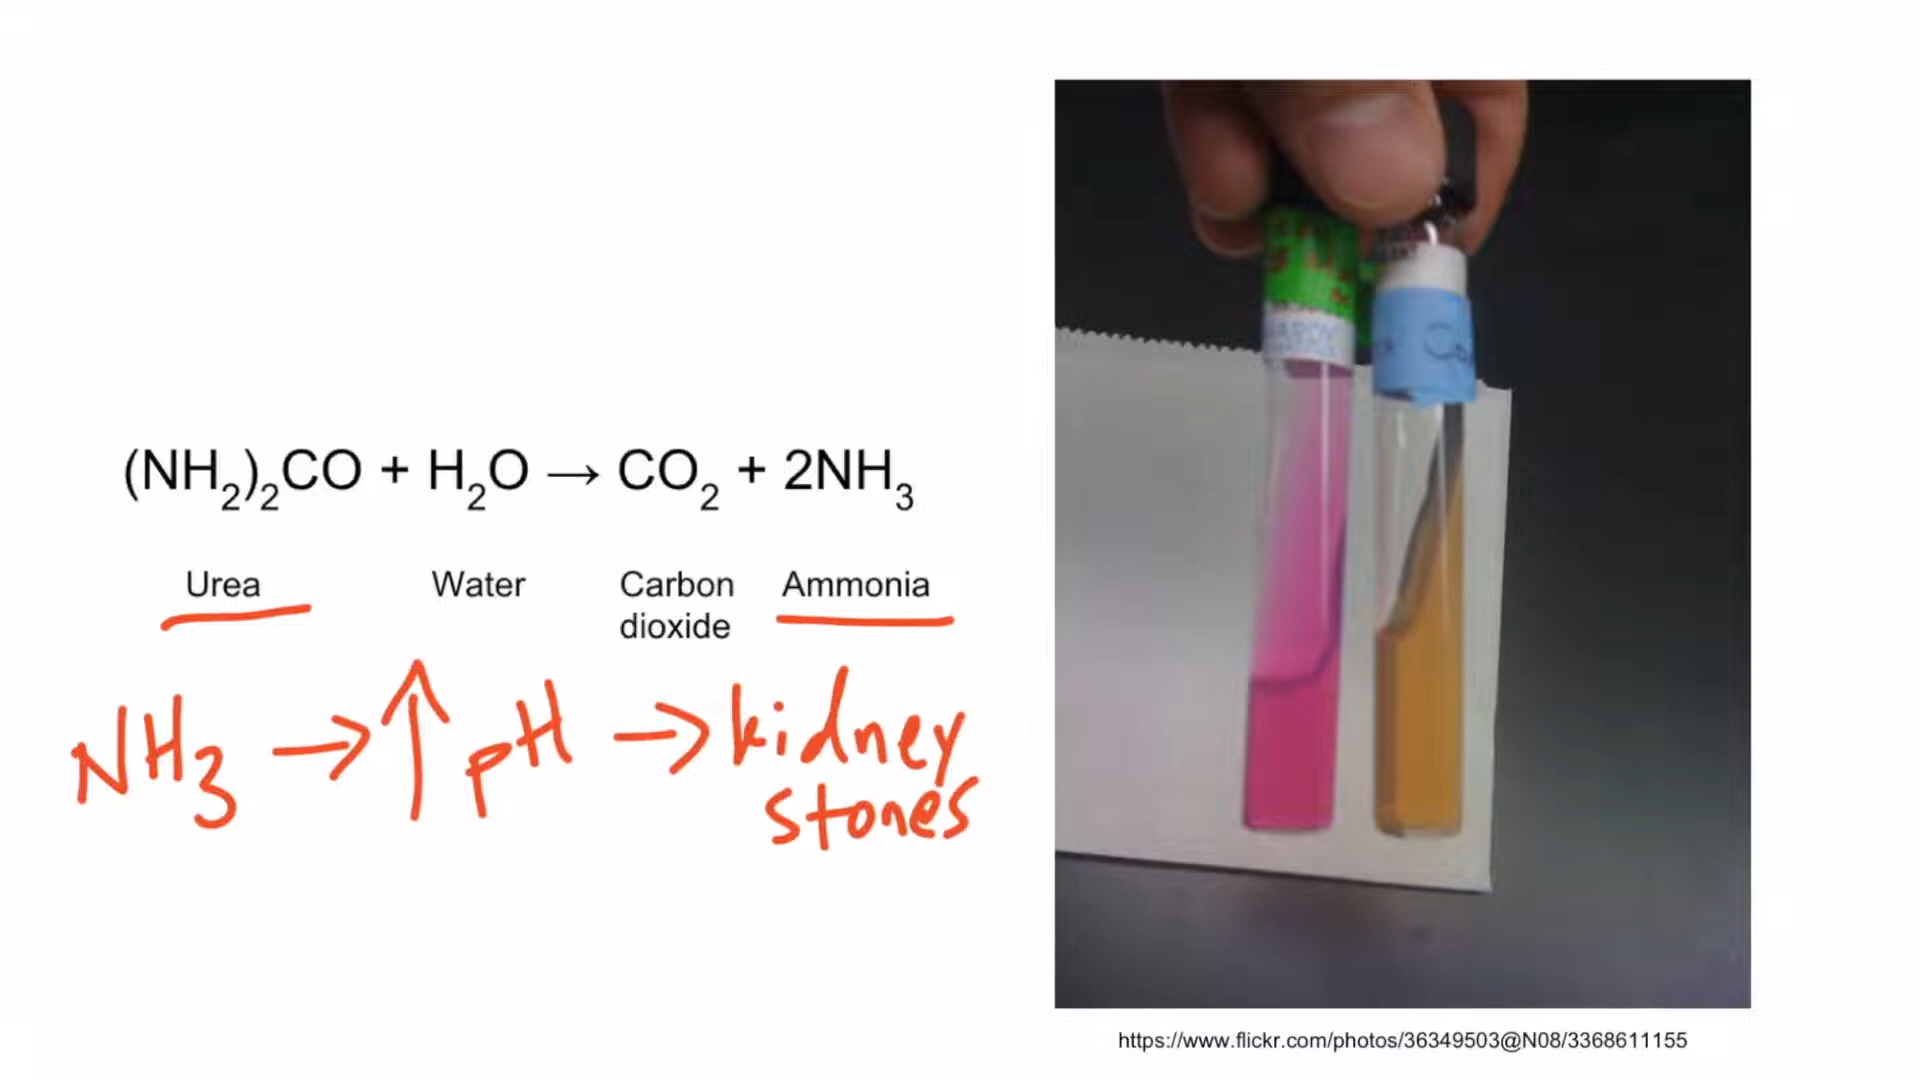 (NH₂)₂CO + H₂O → CO₂ + 2NH₃
Urea Water Carbon dioxide Ammonia
NH₃ → ↑ pH → kidney stones
https://www.flickr.com/photos/36349503@N08/3368611155